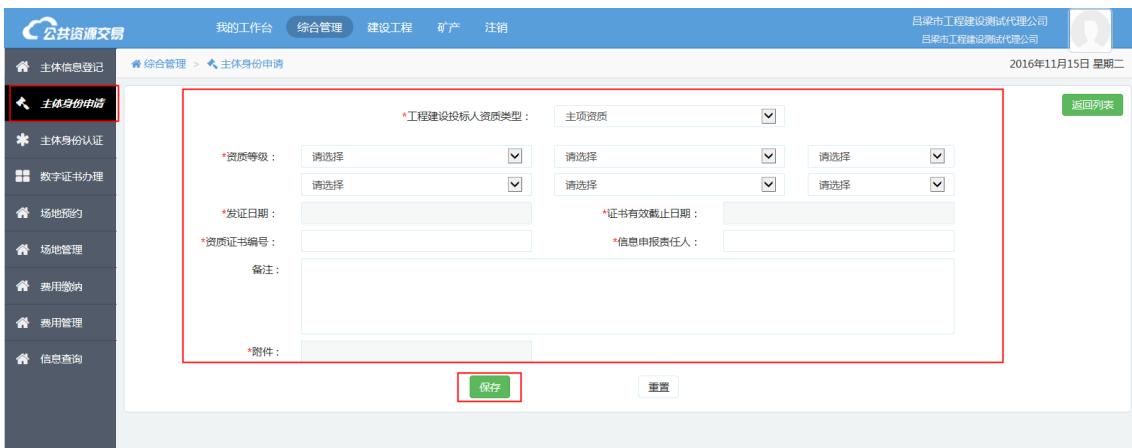 公共资源交易
我的工作台 综合管理 建设工程 矿产 注销
吕梁市工程建设测试代理公司
吕梁市工程建设测试代理公司
主体信息登记
综合管理 > 主体身份申请
2016年11月15日 星期二
主体身份申请
返回列表
*工程建设投标人资质类型: 主项资质
主体身份认证
*资质等级: 请选择 请选择 请选择
数字证书办理
请选择 请选择 请选择
场地预约
*发证日期: *证书有效截止日期:
场地管理
*资质证书编号: *信息申报责任人:
备注:
费用缴纳
费用管理
信息查询
*附件:
保存 重置